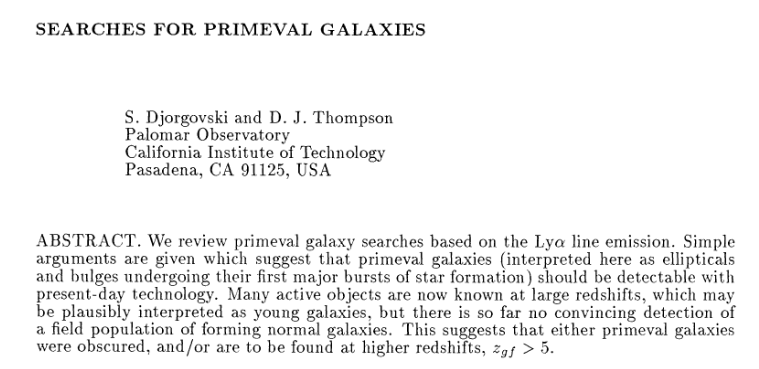 SEARCHES FOR PRIMEVAL GALAXIES
S. Djorgovski and D. J. Thompson
Palomar Observatory
California Institute of Technology
Pasadena, CA 91125, USA
ABSTRACT. We review primeval galaxy searches based on the Lyα line emission. Simple
arguments are given which suggest that primeval galaxies (interpreted here as ellipticals
and bulges undergoing their first major bursts of star formation) should be detectable with
present-day technology. Many active objects are now known at large redshifts, which may
be plausibly interpreted as young galaxies, but there is so far no convincing detection of
a field population of forming normal galaxies. This suggests that either primeval galaxies
were obscured, and/or are to be found at higher redshifts, z_gf > 5.